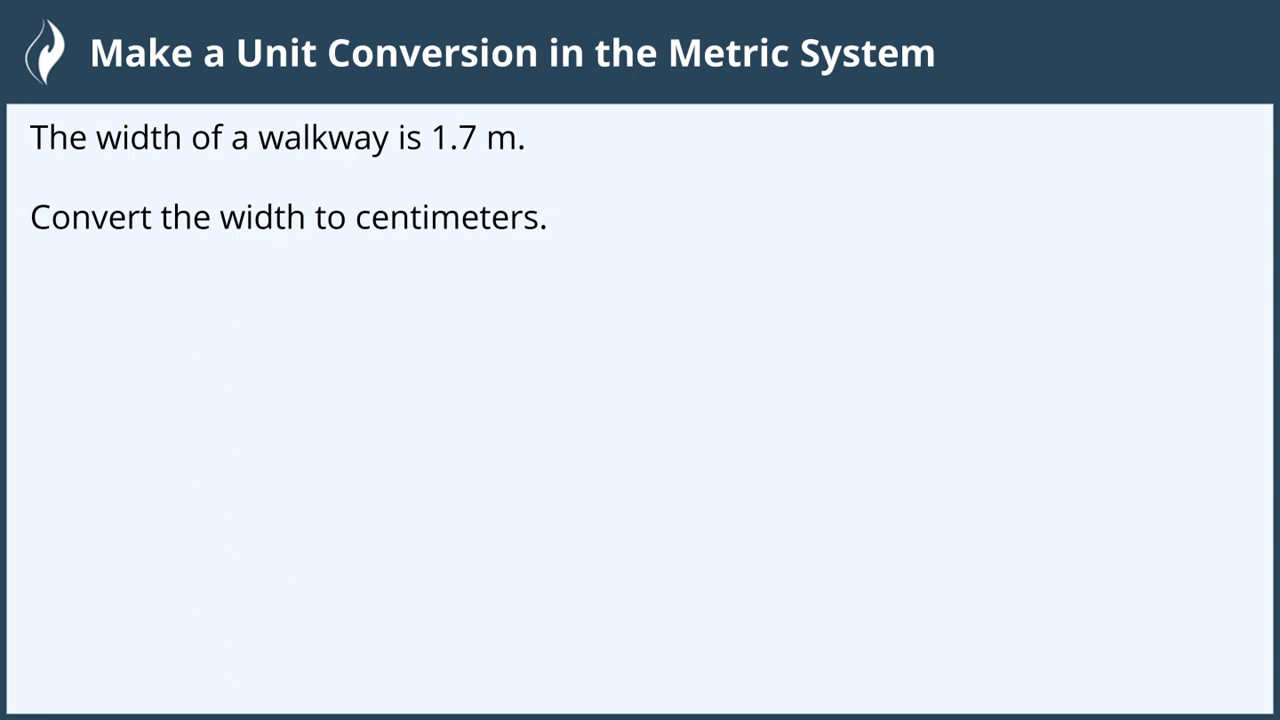 Make a Unit Conversion in the Metric System
The width of a walkway is 1.7 m.
Convert the width to centimeters.